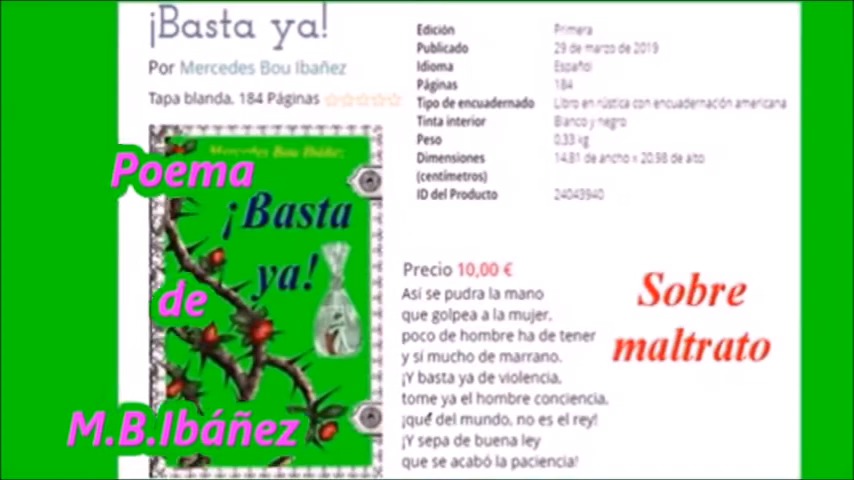 ¡Basta ya!
Por Mercedes Bou Ibañez
Tapa blanda, 184 Páginas
Edición Primera
Publicado 29 de marzo de 2019
Idioma Español
Páginas 184
Tipo de encuadernado Libro en rústica con encuadernación americana
Tinta interior Blanco y negro
Peso 0.33 kg
Dimensiones 14.81 de ancho x 20.98 de alto
(centímetros)
ID del Producto 24043940
Mercedes Bou Ibáñez
¡Basta
ya!
Poema
de
M.B.Ibáñez
Precio 10,00 €
Así se pudra la mano
que golpea a la mujer,
poco de hombre ha de tener
y sí mucho de marrano.
¡Y basta ya de violencia,
tome ya el hombre conciencia,
¡que del mundo, no es el rey!
¡Y sepa de buena ley
que se acabó la paciencia!
Sobre
maltrato